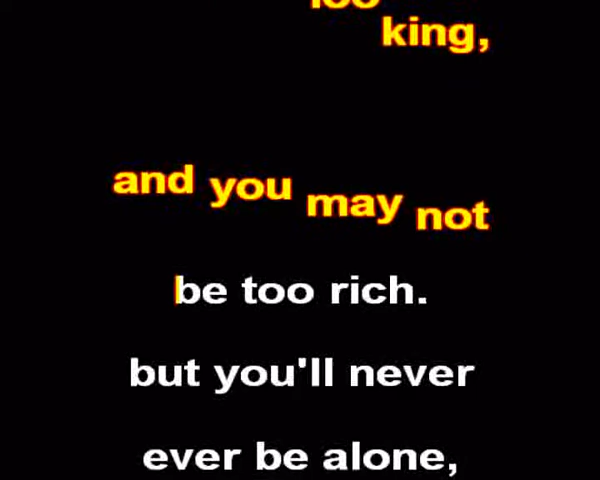 king,
and you may not
be too rich.
but you'll never
ever be alone,